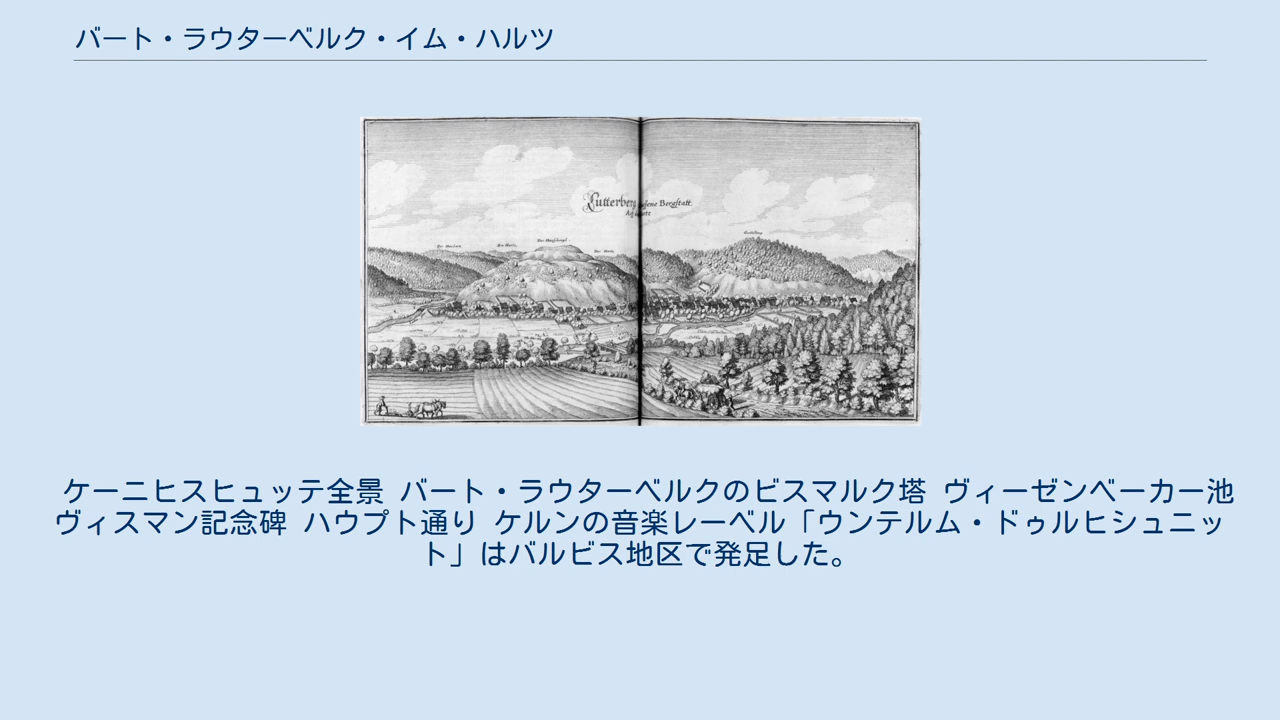 バート・ラウターベルク・イム・ハルツ
Lutterberg
Bergstatt
ケーニヒスヒュッテ全景 バート・ラウターベルクのビスマルク塔 ヴィーゼンベーカー池
ヴィスマン記念碑 ハウプト通り ケルンの音楽レーベル「ウンテルム・ドゥルヒシュニッ
ト」はバルビス地区で発足した。